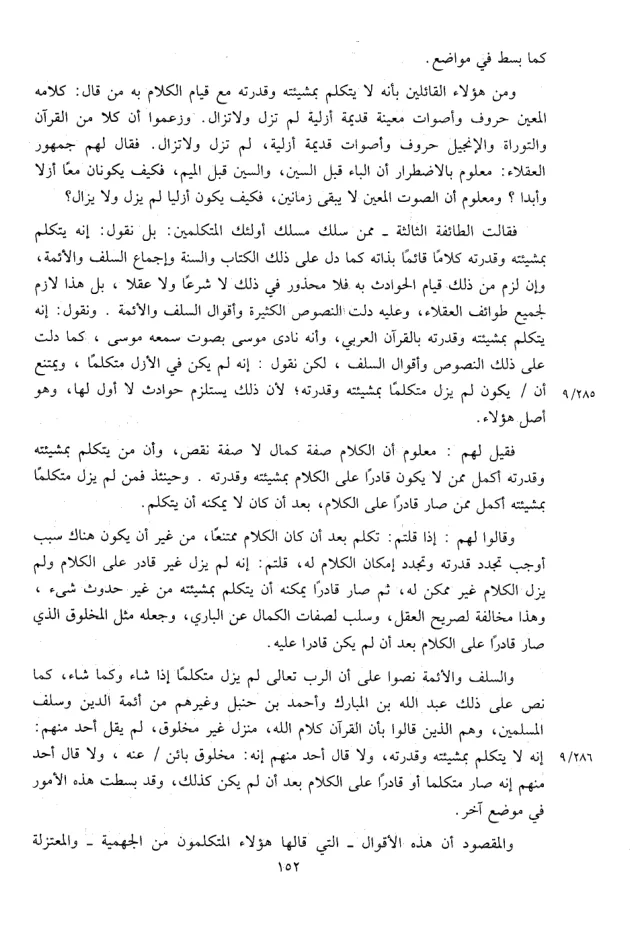 كما بسط في مواضع.
ومن هؤلاء القائلين بأنه لا يتكلم بمشيئته وقدرته مع قيام الكلام به من قال: كلامه
المعين حروف وأصوات معينة قديمة أزلية لم تزل ولاتزال. وزعموا أن كلا من القرآن
والتوراة والإنجيل حروف وأصوات قديمة أزلية، لم تزل ولاتزال. فقال لهم جمهور
العقلاء: معلوم بالاضطرار أن الباء قبل السين، والسين قبل الميم، فكيف يكونان معًا أزلا
وأبدا ؟ ومعلوم أن الصوت المعين لا يبقى زمانين، فكيف يكون أزليا لم يزل ولا يزال؟
فقالت الطائفة الثالثة ـ ممن سلك مسلك أولئك المتكلمين: بل نقول: إنه يتكلم
بمشيئته وقدرته كلامًا قائمًا بذاته كما دل على ذلك الكتاب والسنة وإجماع السلف والأئمة،
وإن لزم من ذلك قيام الحوادث به فلا محذور في ذلك لا شرعًا ولا عقلا ، بل هذا لازم
لجميع طوائف العقلاء، وعليه دلت النصوص الكثيرة وأقوال السلف والأئمة . ونقول: إنه
يتكلم بمشيئته وقدرته بالقرآن العربي، وأنه نادى موسى بصوت سمعه موسى ، كما دلت
على ذلك النصوص وأقوال السلف ، لكن نقول : إنه لم يكن في الأزل متكلمًا ، ويمتنع
أن / يكون لم يزل متكلمًا بمشيئته وقدرته؛ لأن ذلك يستلزم حوادث لا أول لها، وهو ٩/٢٨٥
أصل هؤلاء.
فقيل لهم : معلوم أن الكلام صفة كمال لا صفة نقص، وأن من يتكلم بمشيئته
وقدرته أكمل ممن لا يكون قادرًا على الكلام بمشيئته وقدرته . وحينئذ فمن لم يزل متكلمًا
بمشيئته أكمل ممن صار قادرًا على الكلام، بعد أن كان لا يمكنه أن يتكلم.
وقالوا لهم : إذا قلتم: تكلم بعد أن كان الكلام ممتنعًا، من غير أن يكون هناك سبب
أوجب تجدد قدرته وتجدد إمكان الكلام له، قلتم: إنه لم يزل غير قادر على الكلام ولم
يزل الكلام غير ممكن له، ثم صار قادرًا يمكنه أن يتكلم بمشيئته من غير حدوث شيء ،
وهذا مخالفة لصريح العقل، وسلب لصفات الكمال عن الباري، وجعله مثل المخلوق الذي
صار قادرًا على الكلام بعد أن لم يكن قادرا عليه.
والسلف والأئمة نصوا على أن الرب تعالى لم يزل متكلمًا إذا شاء وكما شاء، كما
نص على ذلك عبد الله بن المبارك وأحمد بن حنبل وغيرهم من أئمة الدين وسلف
المسلمين، وهم الذين قالوا بأن القرآن كلام الله، منزل غير مخلوق، لم يقل أحد منهم:
إنه لا يتكلم بمشيئته وقدرته، ولا قال أحد منهم إنه: مخلوق بائن / عنه ، ولا قال أحد ٩/٢٨٦
منهم إنه صار متكلما أو قادرًا على الكلام بعد أن لم يكن كذلك، وقد بسطت هذه الأمور
في موضع آخر.
والمقصود أن هذه الأقوال ـ التي قالها هؤلاء المتكلمون من الجهمية ـ والمعتزلة
١٥٢